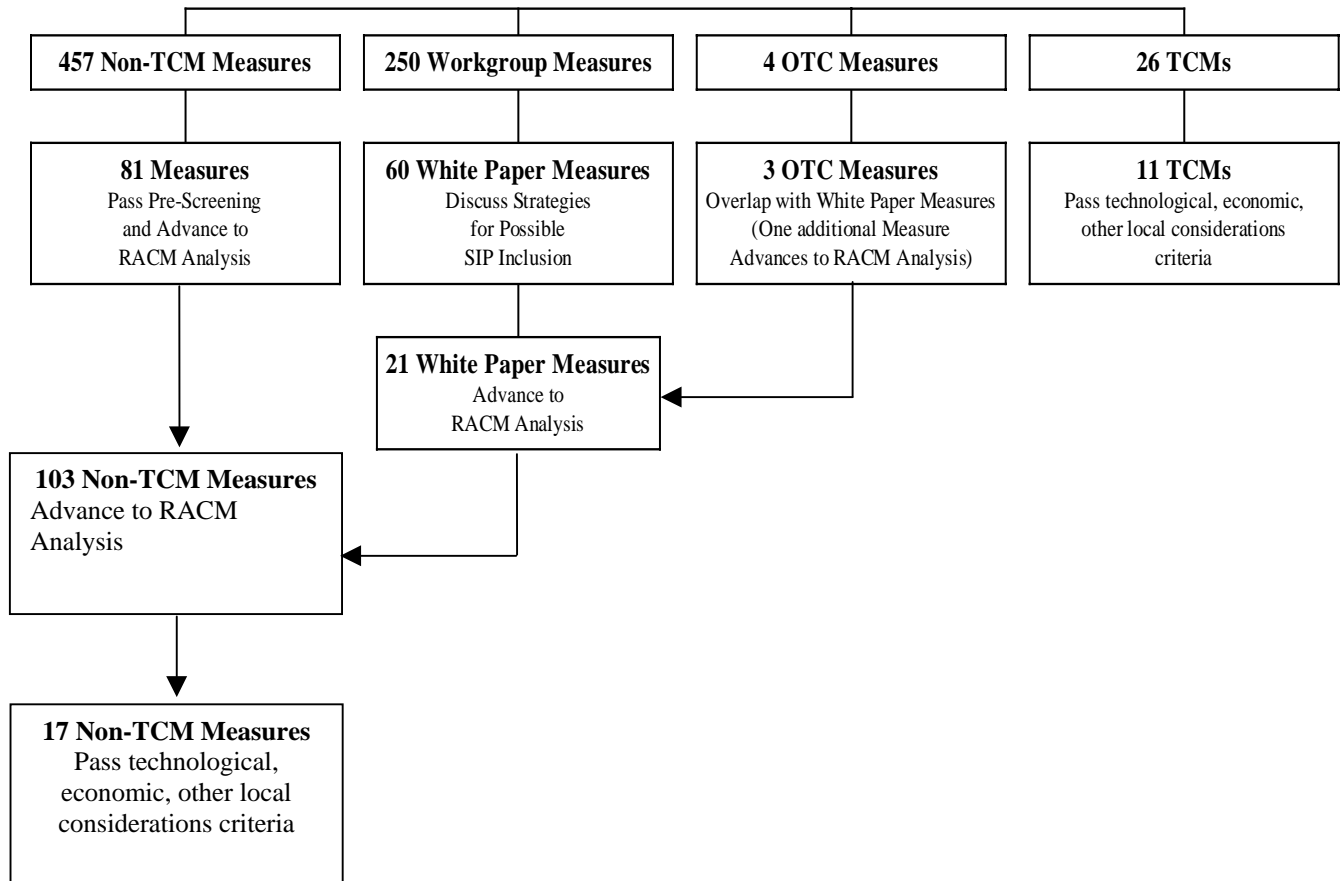 457 Non-TCM Measures
250 Workgroup Measures
4 OTC Measures
26 TCMs
81 Measures
Pass Pre-Screening
and Advance to
RACM Analysis
60 White Paper Measures
Discuss Strategies
for Possible
SIP Inclusion
3 OTC Measures
Overlap with White Paper Measures
(One additional Measure
Advances to RACM Analysis)
11 TCMs
Pass technological, economic,
other local considerations
criteria
21 White Paper Measures
Advance to
RACM Analysis
103 Non-TCM Measures
Advance to RACM
Analysis
17 Non-TCM Measures
Pass technological,
economic, other local
considerations criteria